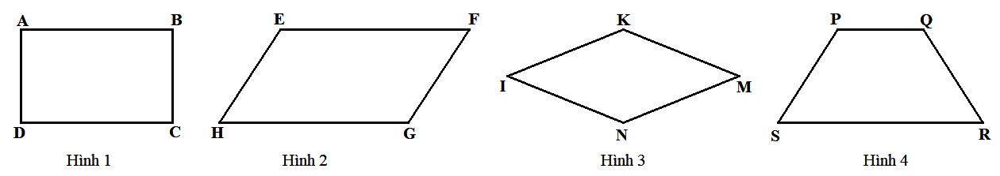 A B
D C
Hình 1
E F
H G
Hình 2
K
I M
N
Hình 3
P Q
S R
Hình 4